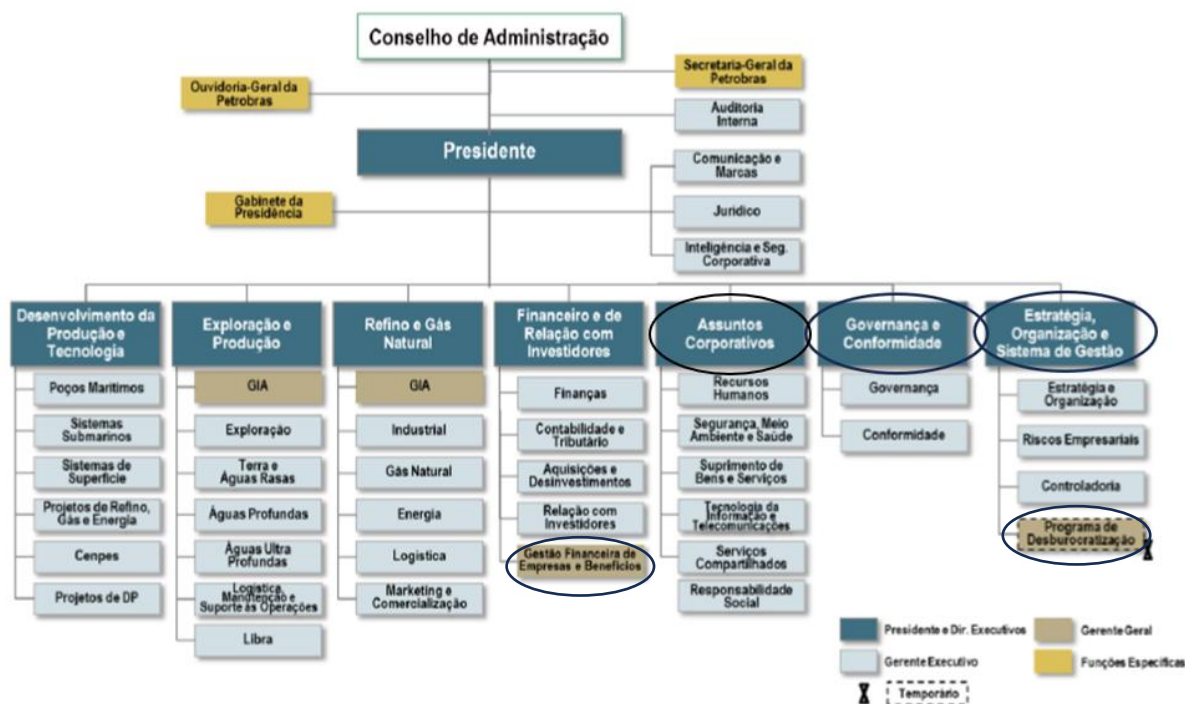 Conselho de Administração
Secretaria-Geral da
Petrobras
Ouvidoria-Geral da
Petrobras
Auditoria
Interna
Presidente
Comunicação e
Marcas
Gabinete da
Presidência
Jurídico
Inteligência e Seg.
Corporativa
Desenvolvimento da
Produção e
Tecnologia
Poços Marítimos
Sistemas
Submarinos
Sistemas de
Superfície
Projetos de Refino,
Gás e Energia
Cenpes
Projetos de DP
Exploração e
Produção
GIA
Exploração
Terra e
Águas Rasas
Águas Profundas
Águas Ultra
Profundas
Logística,
Manutenção e
Suporte às Operações
Libra
Refino e Gás
Natural
GIA
Industrial
Gás Natural
Energia
Logística
Marketing e
Comercialização
Financeiro e de
Relação com
Investidores
Finanças
Contabilidade e
Tributário
Aquisições e
Desinvestimentos
Relação com
Investidores
Gestão Financeira de
Empresas e Benefícios
Assuntos
Corporativos
Recursos
Humanos
Segurança, Meio
Ambiente e Saúde
Suprimento de
Bens e Serviços
Tecnologia da
Informação e
Telecomunicações
Serviços
Compartilhados
Responsabilidade
Social
Governança e
Conformidade
Governança
Conformidade
Estratégia,
Organização e
Sistema de Gestão
Estratégia e
Organização
Riscos Empresariais
Controladoria
Programa de
Desburocratização
Presidente e Dir. Executivos
Gerente Geral
Gerente Executivo
Funções Específicas
Temporário